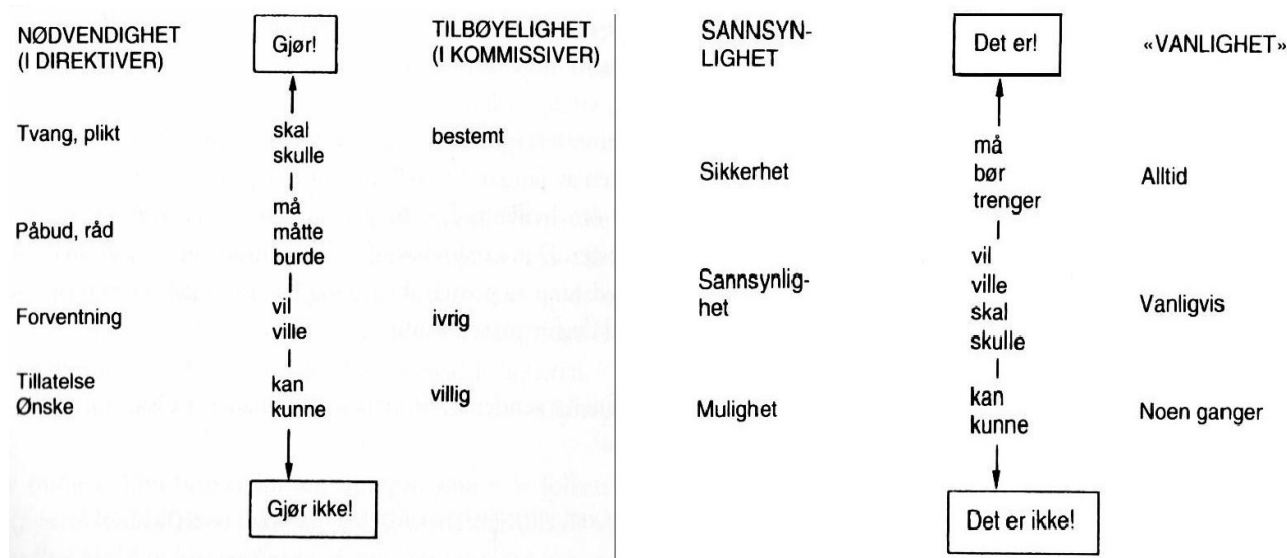 NØDVENDIGHET
(I DIREKTIVER)
Gjør!
TILBØYELIGHET
(I KOMMISSIVER)
Tvang, plikt
skal
skulle
bestemt
Påbud, råd
må
måtte
burde
Forventning
vil
ville
ivrig
Tillatelse
Ønske
kan
kunne
villig
Gjør ikke!
SANNSYN-
LIGHET
Det er!
«VANLIGHET»
Sikkerhet
må
bør
trenger
Alltid
Sannsynlig-
het
vil
ville
skal
skulle
Vanligvis
Mulighet
kan
kunne
Noen ganger
Det er ikke!